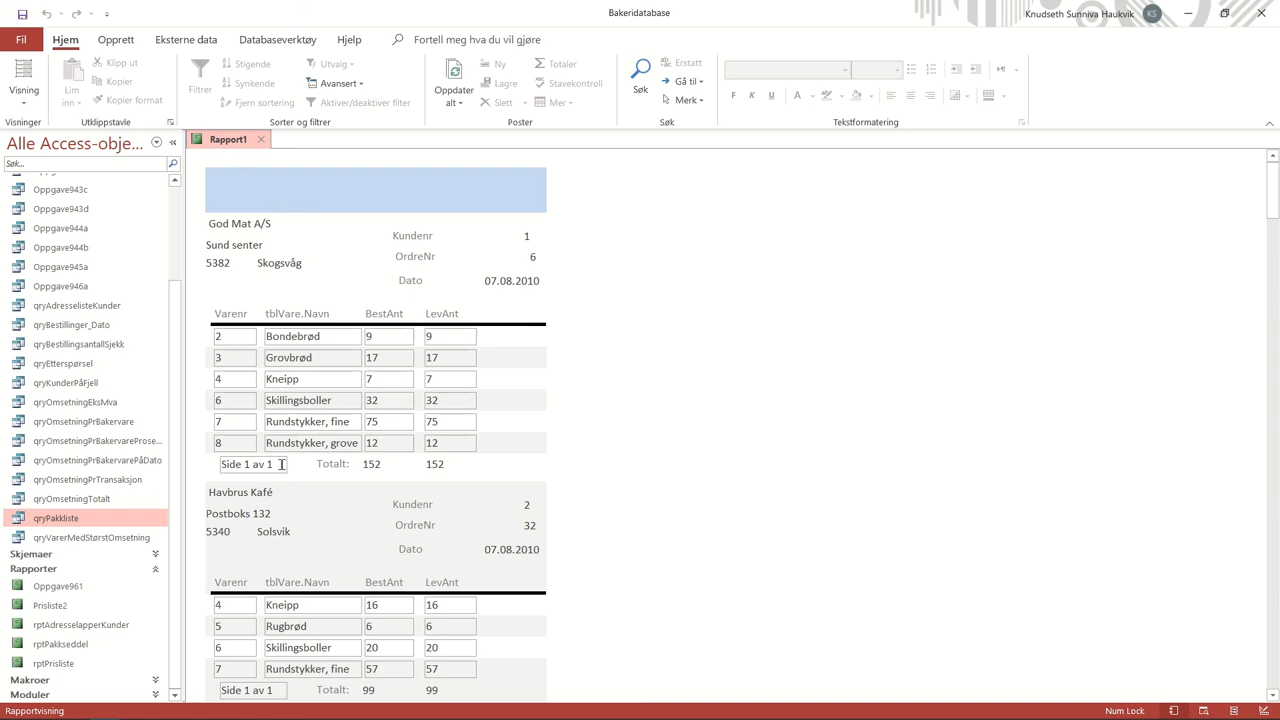 Bakeridatabase
Knudseth Sunniva Haukvik KS
Fil Hjem Opprett Eksterne data Databaseverktøy Hjelp Fortell meg hva du vil gjøre
Visning
Visninger
Lim inn
Klipp ut
Kopier
Kopier format
Utklippstavle
Filtrer
Stigende
Synkende
Fjern sortering
Utvalg
Avansert
Aktiver/deaktiver filter
Sorter og filtrer
Oppdater alt
Ny
Lagre
Slett
Totaler
Stavekontroll
Mer
Poster
Søk
Erstatt
Gå til
Merk
Søk
F K U A
Tekstformatering
Alle Access-obje...
Søk...
Oppgave943c
Oppgave943d
Oppgave944a
Oppgave944b
Oppgave945a
Oppgave946a
qryAdresselisteKunder
qryBestillinger_Dato
qryBestillingsantallSjekk
qryEtterspørsel
qryKunderPåFjell
qryOmsetningEksMva
qryOmsetningPrBakervare
qryOmsetningPrBakervareProse...
qryOmsetningPrBakervarePåDato
qryOmsetningPrTransaksjon
qryOmsetningTotalt
qryPakkliste
qryVarerMedStørstOmsetning
Skjemaer
Rapporter
Oppgave961
Prisliste2
rptAdresselapperKunder
rptPakkseddel
rptPrisliste
Makroer
Moduler
Rapport1
God Mat A/S
Kundenr 1
Sund senter
OrdreNr 6
5382 Skogsvåg
Dato 07.08.2010
Varenr tblVare.Navn BestAnt LevAnt
2 Bondebrød 9 9
3 Grovbrød 17 17
4 Kneipp 7 7
6 Skillingsboller 32 32
7 Rundstykker, fine 75 75
8 Rundstykker, grove 12 12
Side 1 av 1 Totalt: 152 152
Havbrus Kafé
Kundenr 2
Postboks 132
OrdreNr 32
5340 Solsvik
Dato 07.08.2010
Varenr tblVare.Navn BestAnt LevAnt
4 Kneipp 16 16
5 Rugbrød 6 6
6 Skillingsboller 20 20
7 Rundstykker, fine 57 57
Side 1 av 1 Totalt: 99 99
Rapportvisning
Num Lock